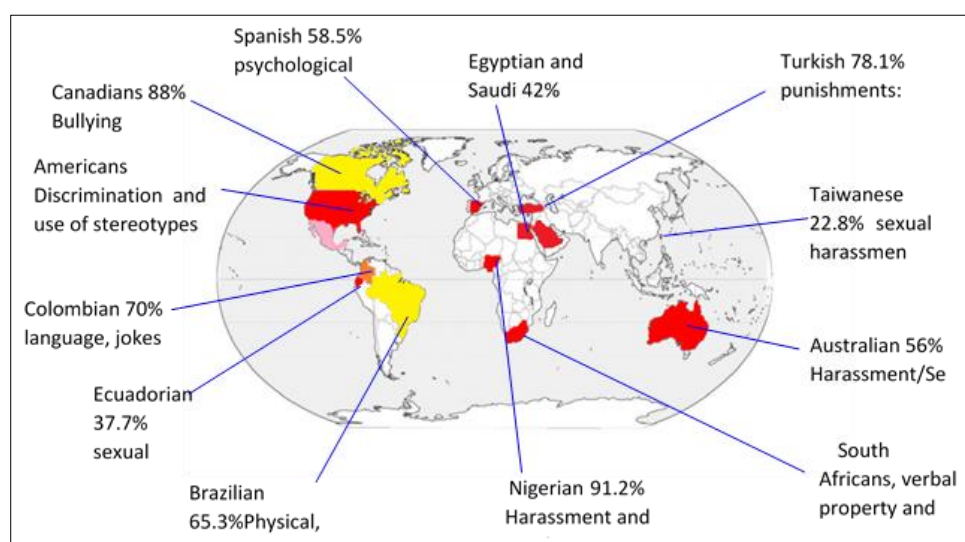 Spanish 58.5%
psychological
Egyptian and
Saudi 42%
Turkish 78.1%
punishments:
Canadians 88%
Bullying
Americans
Discrimination and
use of stereotypes
Taiwanese
22.8% sexual
harassmen
Colombian 70%
language, jokes
Australian 56%
Harassment/Se
Ecuadorian
37.7%
sexual
South
Africans, verbal
property and
Brazilian
65.3%Physical,
Nigerian 91.2%
Harassment and